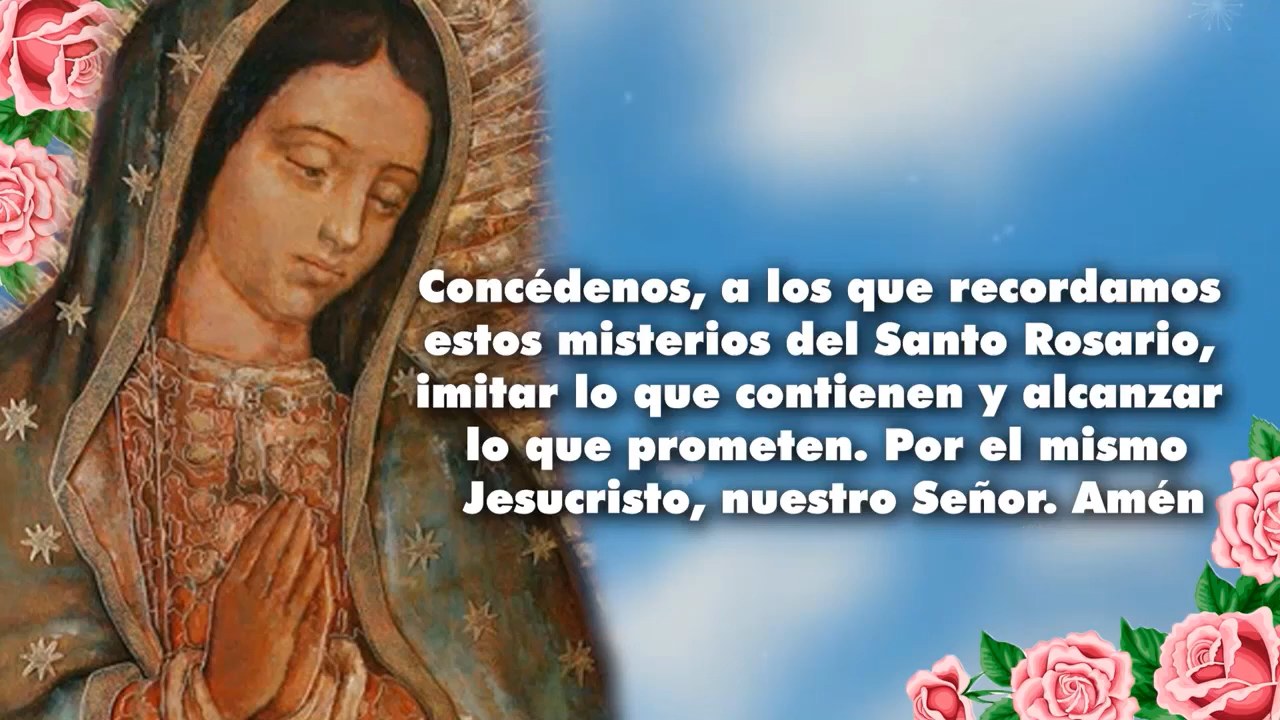 Concédenos, a los que recordamos
estos misterios del Santo Rosario,
imitar lo que contienen y alcanzar
lo que prometen. Por el mismo
Jesucristo, nuestro Señor. Amén